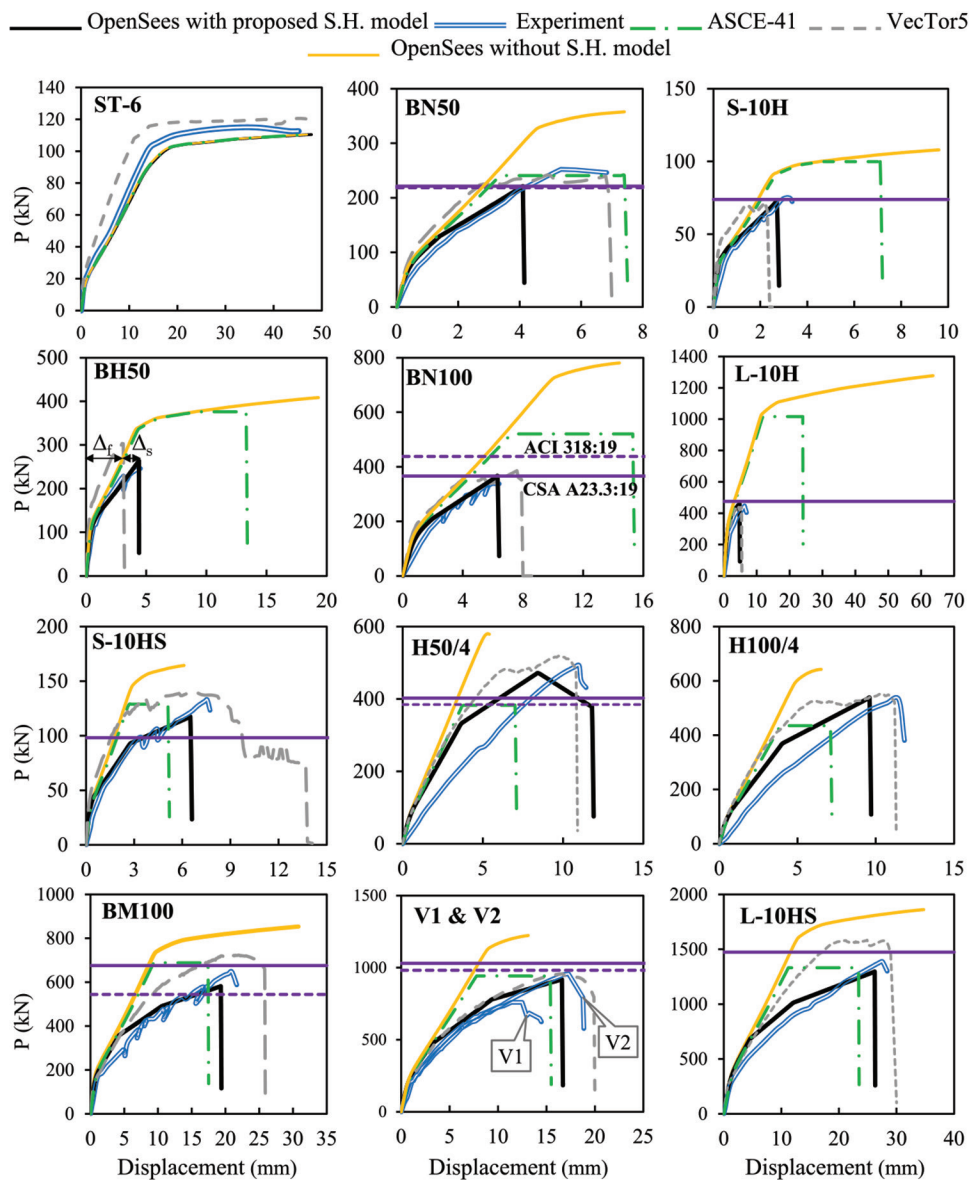 OpenSees with proposed S.H. model Experiment ASCE-41 VecTor5
OpenSees without S.H. model
ST-6
P (kN)
140
120
100
80
60
40
20
0
0 10 20 30 40 50
BN50
400
300
200
100
0
0 2 4 6 8
S-10H
150
100
50
0
0 2 4 6 8 10
BH50
P (kN)
500
400
300
200
100
0
Δf Δs
0 5 10 15 20
BN100
800
600
400
200
0
ACI 318:19
CSA A23.3:19
0 4 8 12 16
L-10H
1400
1200
1000
800
600
400
200
0
0 10 20 30 40 50 60 70
S-10HS
P (kN)
200
150
100
50
0
0 3 6 9 12 15
H50/4
600
400
200
0
0 5 10 15
H100/4
800
600
400
200
0
0 5 10 15
BM100
P (kN)
1000
800
600
400
200
0
0 5 10 15 20 25 30 35
Displacement (mm)
V1 & V2
1500
1000
500
0
V1
V2
0 5 10 15 20 25
Displacement (mm)
L-10HS
2000
1500
1000
500
0
0 10 20 30 40
Displacement (mm)